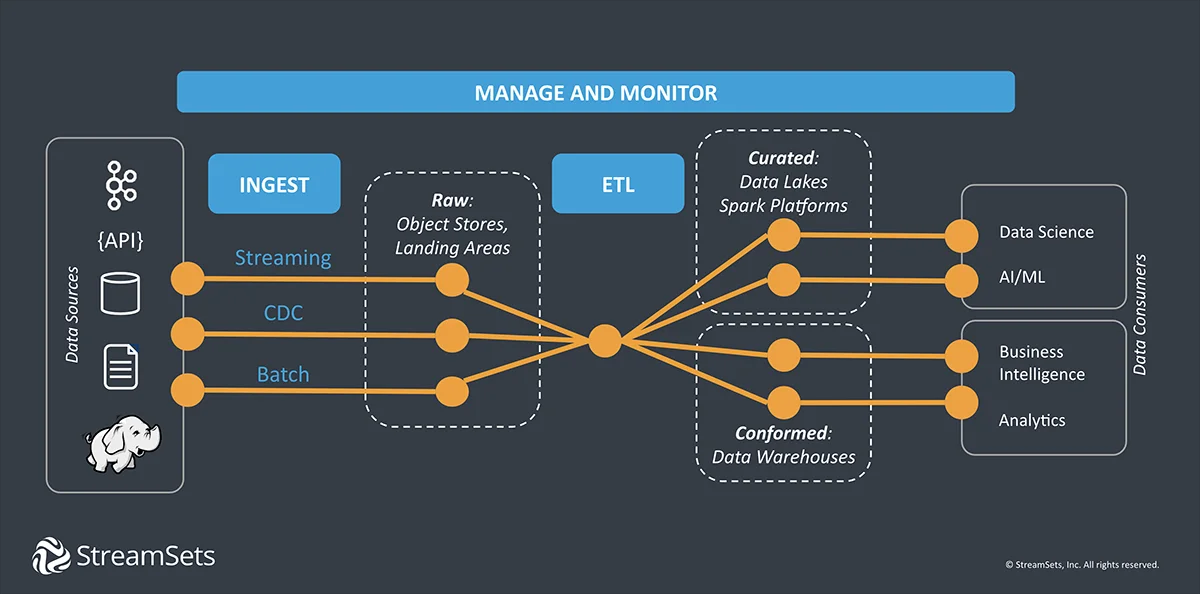 MANAGE AND MONITOR
INGEST
ETL
Data Sources
{API}
Streaming
CDC
Batch
Raw:
Object Stores,
Landing Areas
Curated:
Data Lakes
Spark Platforms
Conformed:
Data Warehouses
Data Science
AI/ML
Business
Intelligence
Analytics
Data Consumers
StreamSets
© StreamSets, Inc. All rights reserved.